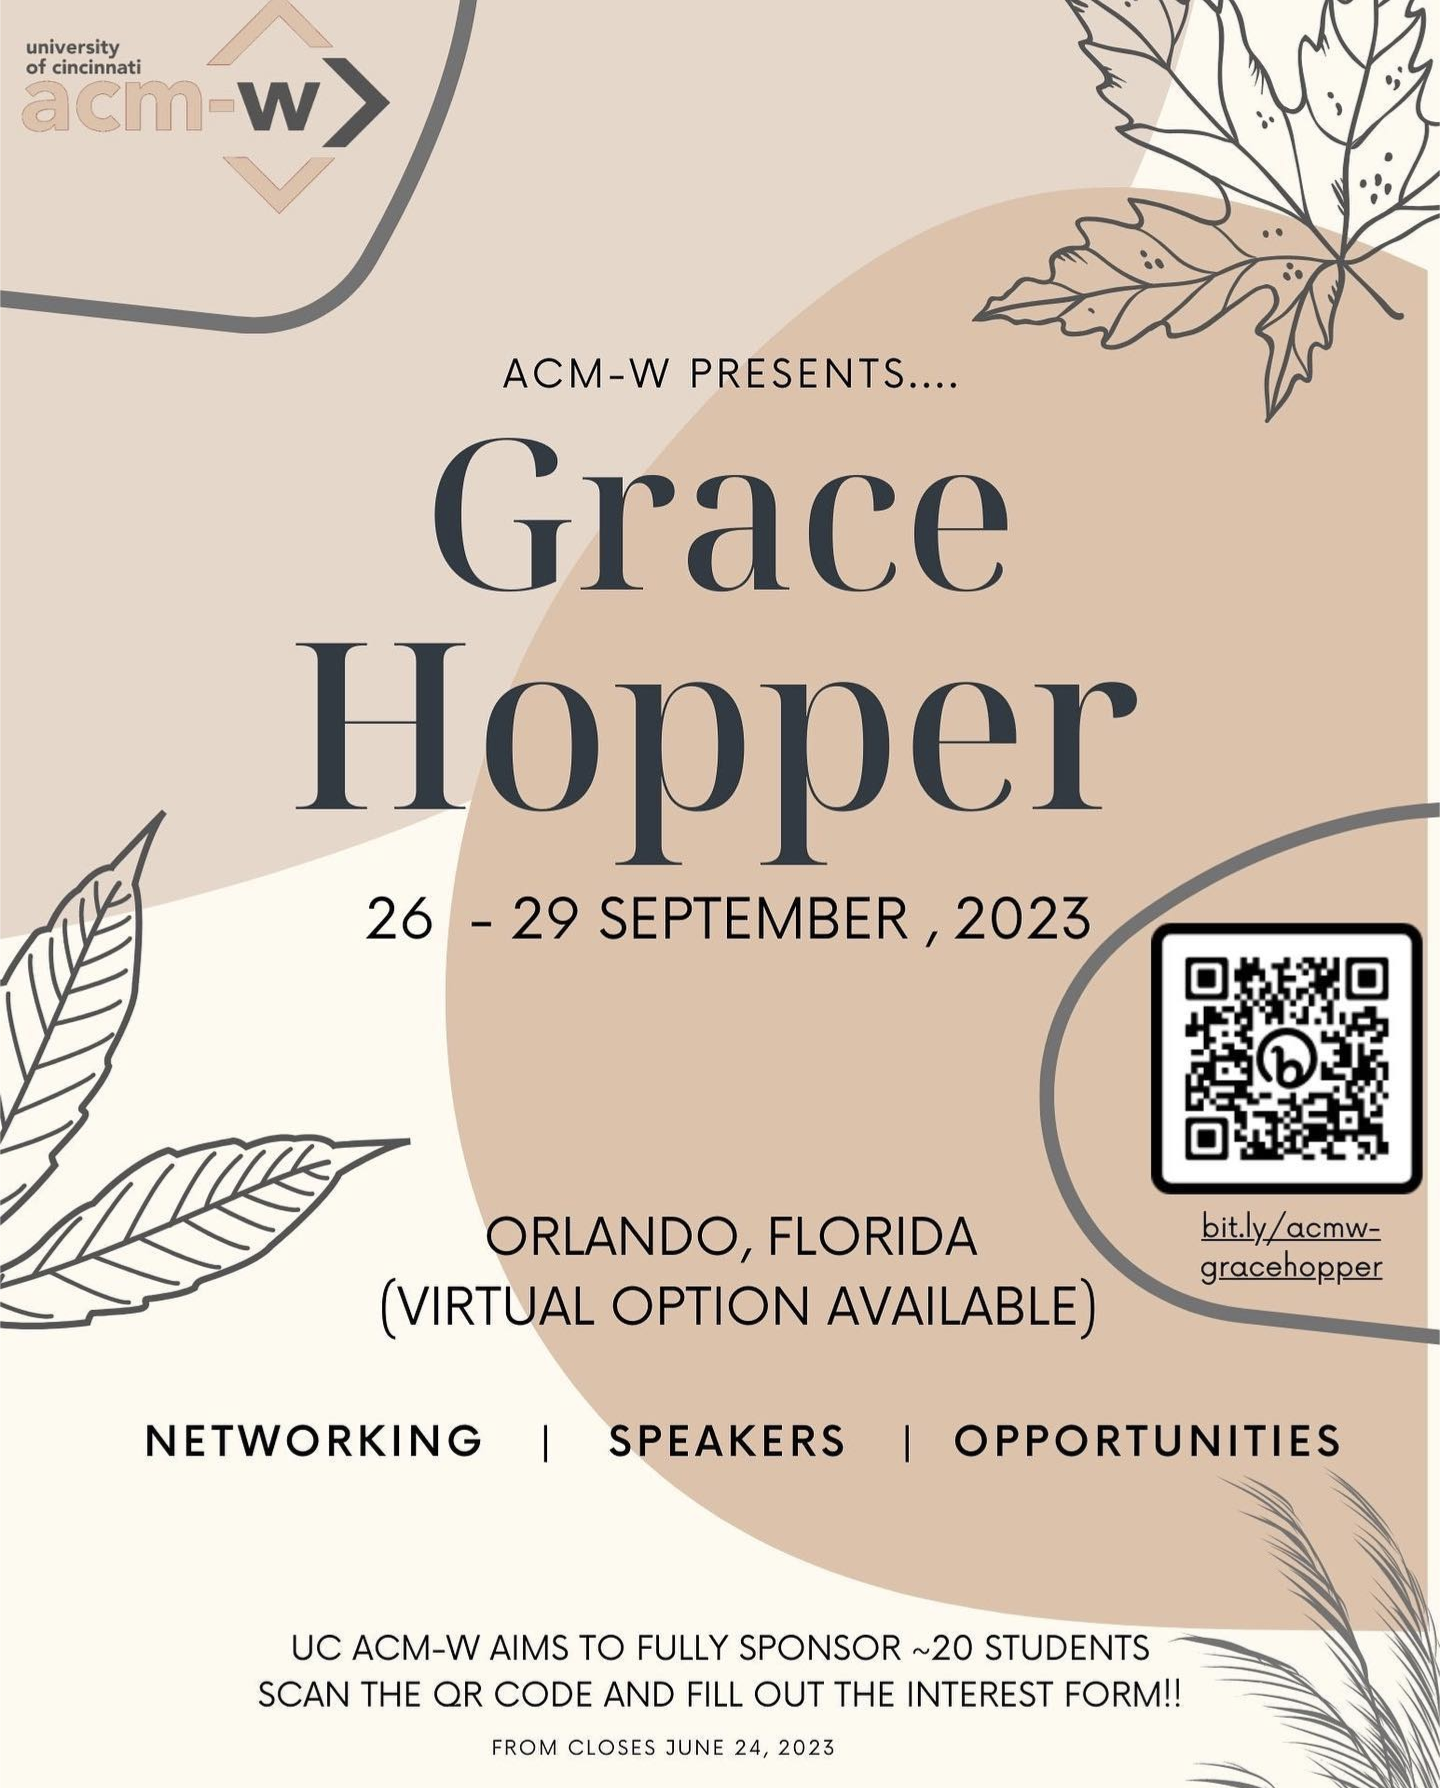 university
of cincinnati
acm-w
ACM-W PRESENTS....
Grace
Hopper
26 - 29 SEPTEMBER , 2023
bit.ly/acmw-
gracehopper
ORLANDO, FLORIDA
(VIRTUAL OPTION AVAILABLE)
NETWORKING | SPEAKERS | OPPORTUNITIES
UC ACM-W AIMS TO FULLY SPONSOR ~20 STUDENTS
SCAN THE QR CODE AND FILL OUT THE INTEREST FORM!!
FROM CLOSES JUNE 24, 2023